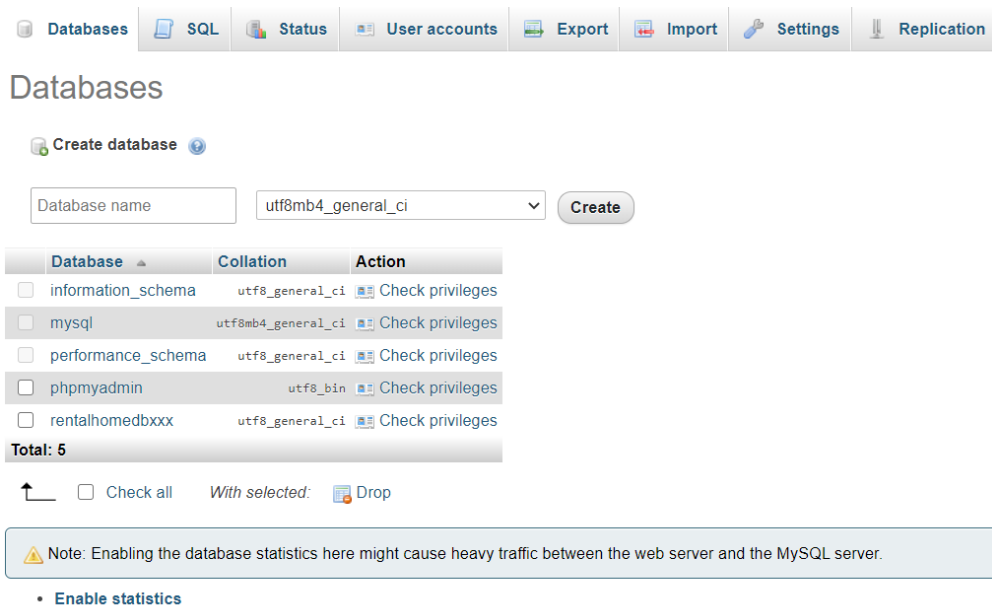 Databases SQL Status User accounts Export Import Settings Replication
Databases
Create database
Database name utf8mb4_general_ci Create
Database Collation Action
information_schema utf8_general_ci Check privileges
mysql utf8mb4_general_ci Check privileges
performance_schema utf8_general_ci Check privileges
phpmyadmin utf8_bin Check privileges
rentalhomedbxxx utf8_general_ci Check privileges
Total: 5
Check all With selected: Drop
Note: Enabling the database statistics here might cause heavy traffic between the web server and the MySQL server.
• Enable statistics